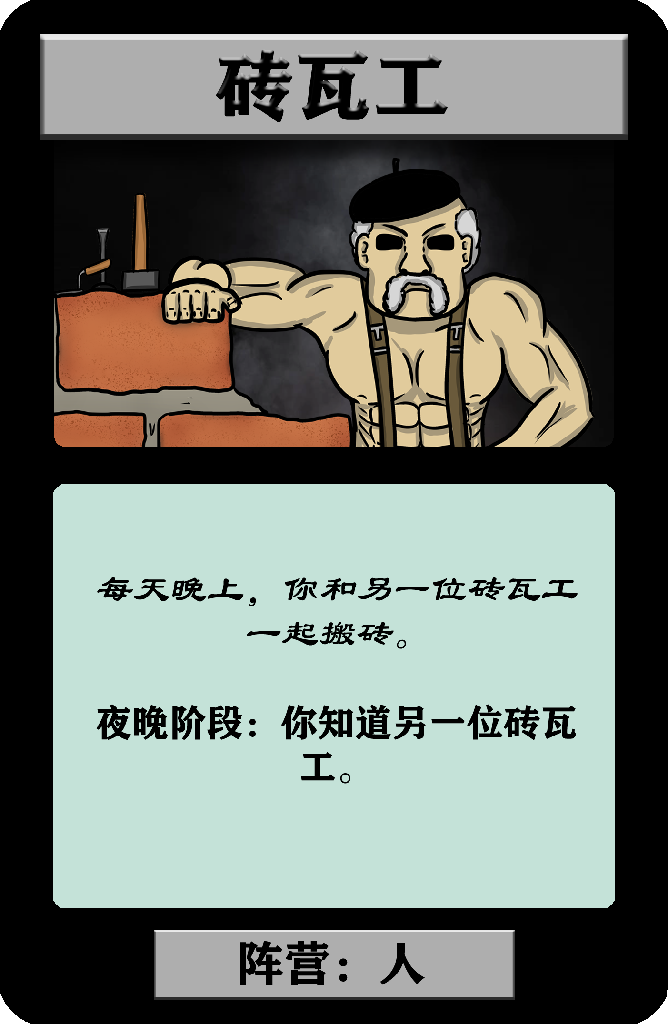 砖瓦工
每天晚上，你和另一位砖瓦工
一起搬砖。
夜晚阶段：你知道另一位砖瓦
工。
阵营：人